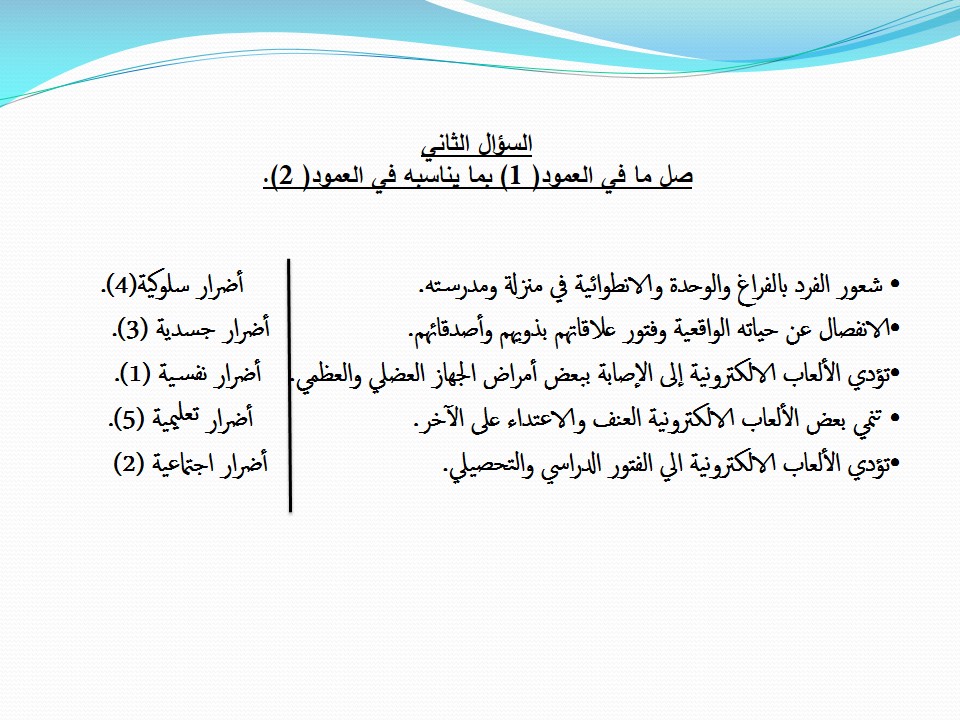 السؤال الثاني
صل ما في العمود( 1) بما يناسبه في العمود( 2).
• شعور الفرد بالفراغ والوحدة والانطوائية في منزلة ومدرسته. أضرار سلوكية(4).
•الانفصال عن حياته الواقعية وفتور علاقاتهم بذويهم وأصدقائهم. أضرار جسدية (3).
•تؤدي الألعاب الالكترونية إلى الإصابة ببعض أمراض الجهاز العضلي والعظمي. أضرار نفسية (1).
• تنمي بعض الألعاب الالكترونية العنف والاعتداء على الآخر. أضرار تعليمية (5).
•تؤدي الألعاب الالكترونية الي الفتور الدراسي والتحصيلي. أضرار اجتماعية (2)